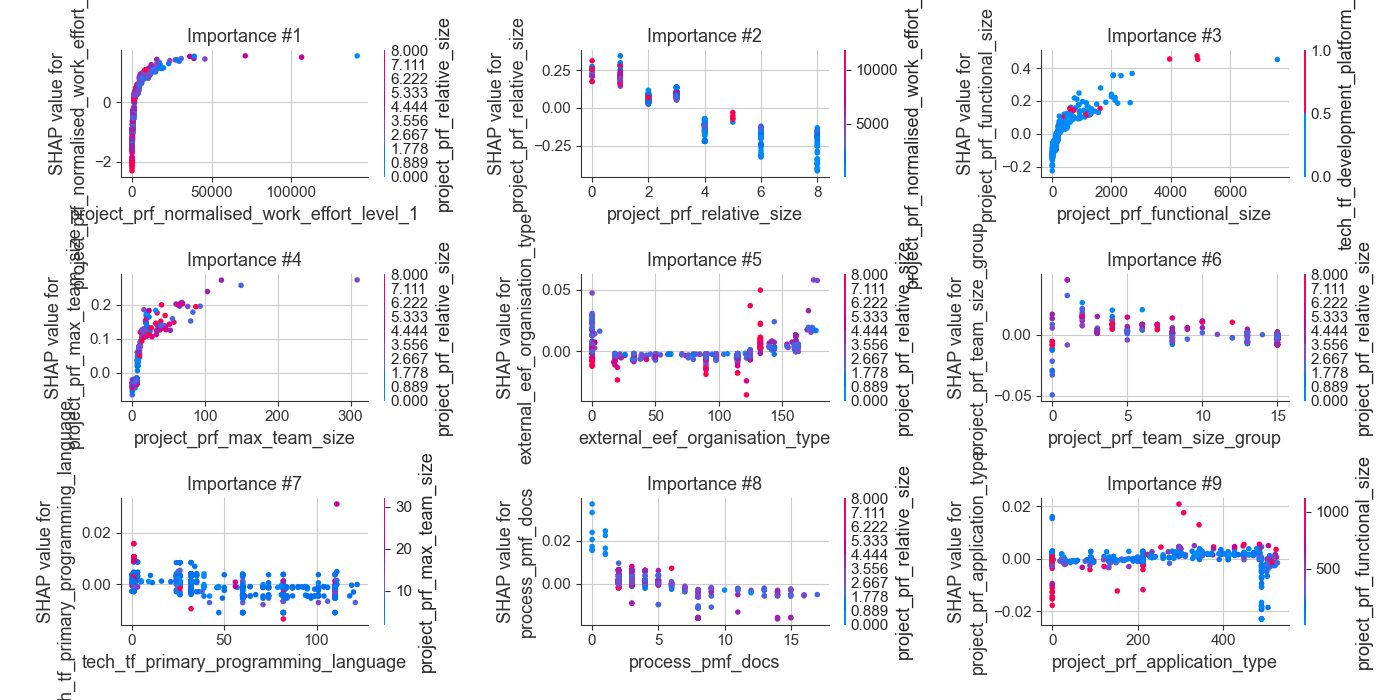 Importance #1
SHAP value for
project_prf_normalised_work_effort_level_1
0
−2
0
50000
100000
project_prf_normalised_work_effort_level_1
8.000
7.111
6.222
5.333
4.444
3.556
2.667
1.778
0.889
0.000
project_prf_relative_size
Importance #2
SHAP value for
project_prf_relative_size
0.25
0.00
−0.25
0
2
4
6
8
project_prf_relative_size
10000
5000
project_prf_normalised_work_effort_
Importance #3
SHAP value for
project_prf_functional_size
0.4
0.2
0.0
−0.2
0
2000
4000
6000
project_prf_functional_size
1.0
0.5
0.0
tech_tf_development_platform_
Importance #4
SHAP value for
project_prf_max_team_size
0.2
0.1
0.0
0
100
200
300
project_prf_max_team_size
8.000
7.111
6.222
5.333
4.444
3.556
2.667
1.778
0.889
0.000
project_prf_relative_size
Importance #5
SHAP value for
external_eef_organisation_type
0.05
0.00
0
50
100
150
external_eef_organisation_type
8.000
7.111
6.222
5.333
4.444
3.556
2.667
1.778
0.889
0.000
project_prf_relative_size
Importance #6
SHAP value for
project_prf_team_size_group
0.00
−0.05
0
5
10
15
project_prf_team_size_group
8.000
7.111
6.222
5.333
4.444
3.556
2.667
1.778
0.889
0.000
project_prf_relative_size
Importance #7
SHAP value for
ch_tf_primary_programming_language
0.02
0.00
0
50
100
tech_tf_primary_programming_language
30
20
10
project_prf_max_team_size
Importance #8
SHAP value for
process_pmf_docs
0.02
0.00
0
5
10
15
process_pmf_docs
8.000
7.111
6.222
5.333
4.444
3.556
2.667
1.778
0.889
0.000
project_prf_relative_size
Importance #9
SHAP value for
project_prf_application_type
0.02
0.00
−0.02
0
200
400
project_prf_application_type
1000
500
project_prf_functional_size